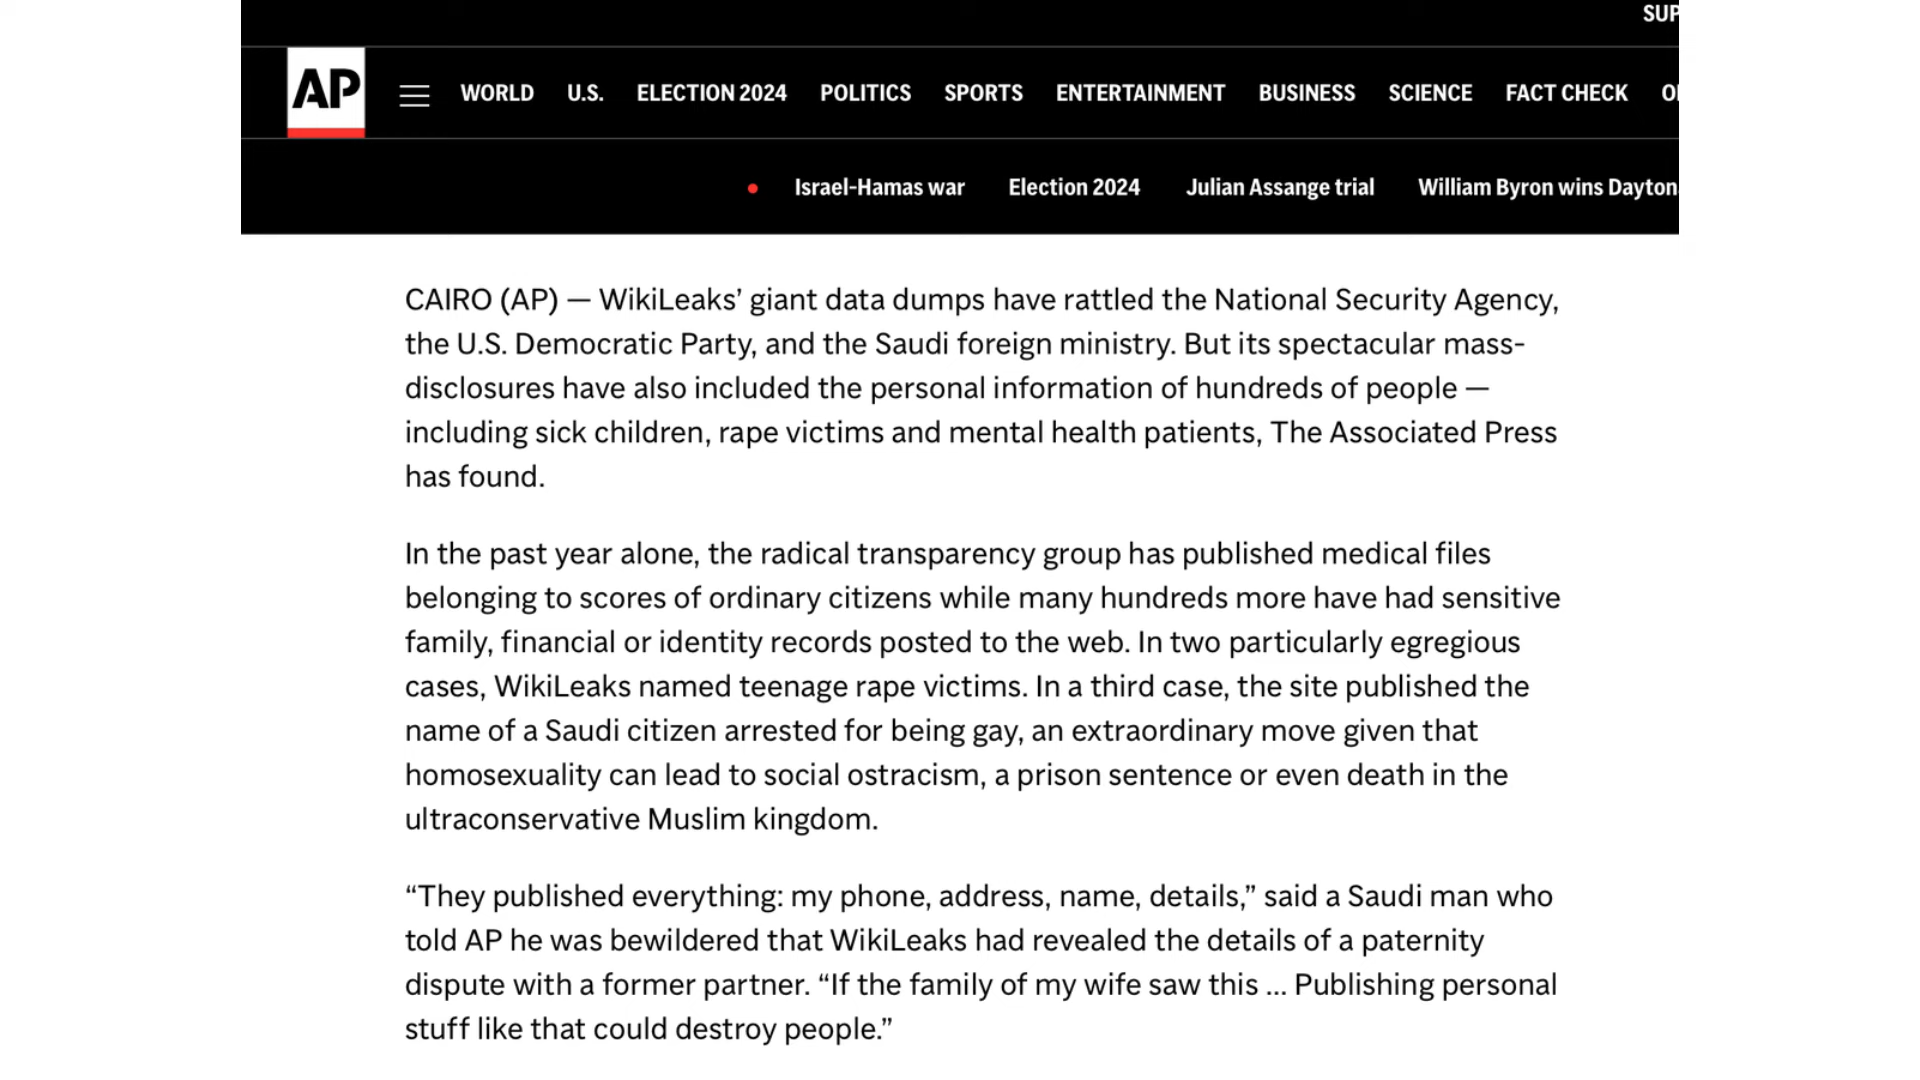 SUP
AP
WORLD U.S. ELECTION 2024 POLITICS SPORTS ENTERTAINMENT BUSINESS SCIENCE FACT CHECK
Israel-Hamas war Election 2024 Julian Assange trial William Byron wins Dayton
CAIRO (AP) — WikiLeaks’ giant data dumps have rattled the National Security Agency,
the U.S. Democratic Party, and the Saudi foreign ministry. But its spectacular mass-
disclosures have also included the personal information of hundreds of people —
including sick children, rape victims and mental health patients, The Associated Press
has found.
In the past year alone, the radical transparency group has published medical files
belonging to scores of ordinary citizens while many hundreds more have had sensitive
family, financial or identity records posted to the web. In two particularly egregious
cases, WikiLeaks named teenage rape victims. In a third case, the site published the
name of a Saudi citizen arrested for being gay, an extraordinary move given that
homosexuality can lead to social ostracism, a prison sentence or even death in the
ultraconservative Muslim kingdom.
“They published everything: my phone, address, name, details,” said a Saudi man who
told AP he was bewildered that WikiLeaks had revealed the details of a paternity
dispute with a former partner. “If the family of my wife saw this ... Publishing personal
stuff like that could destroy people.”